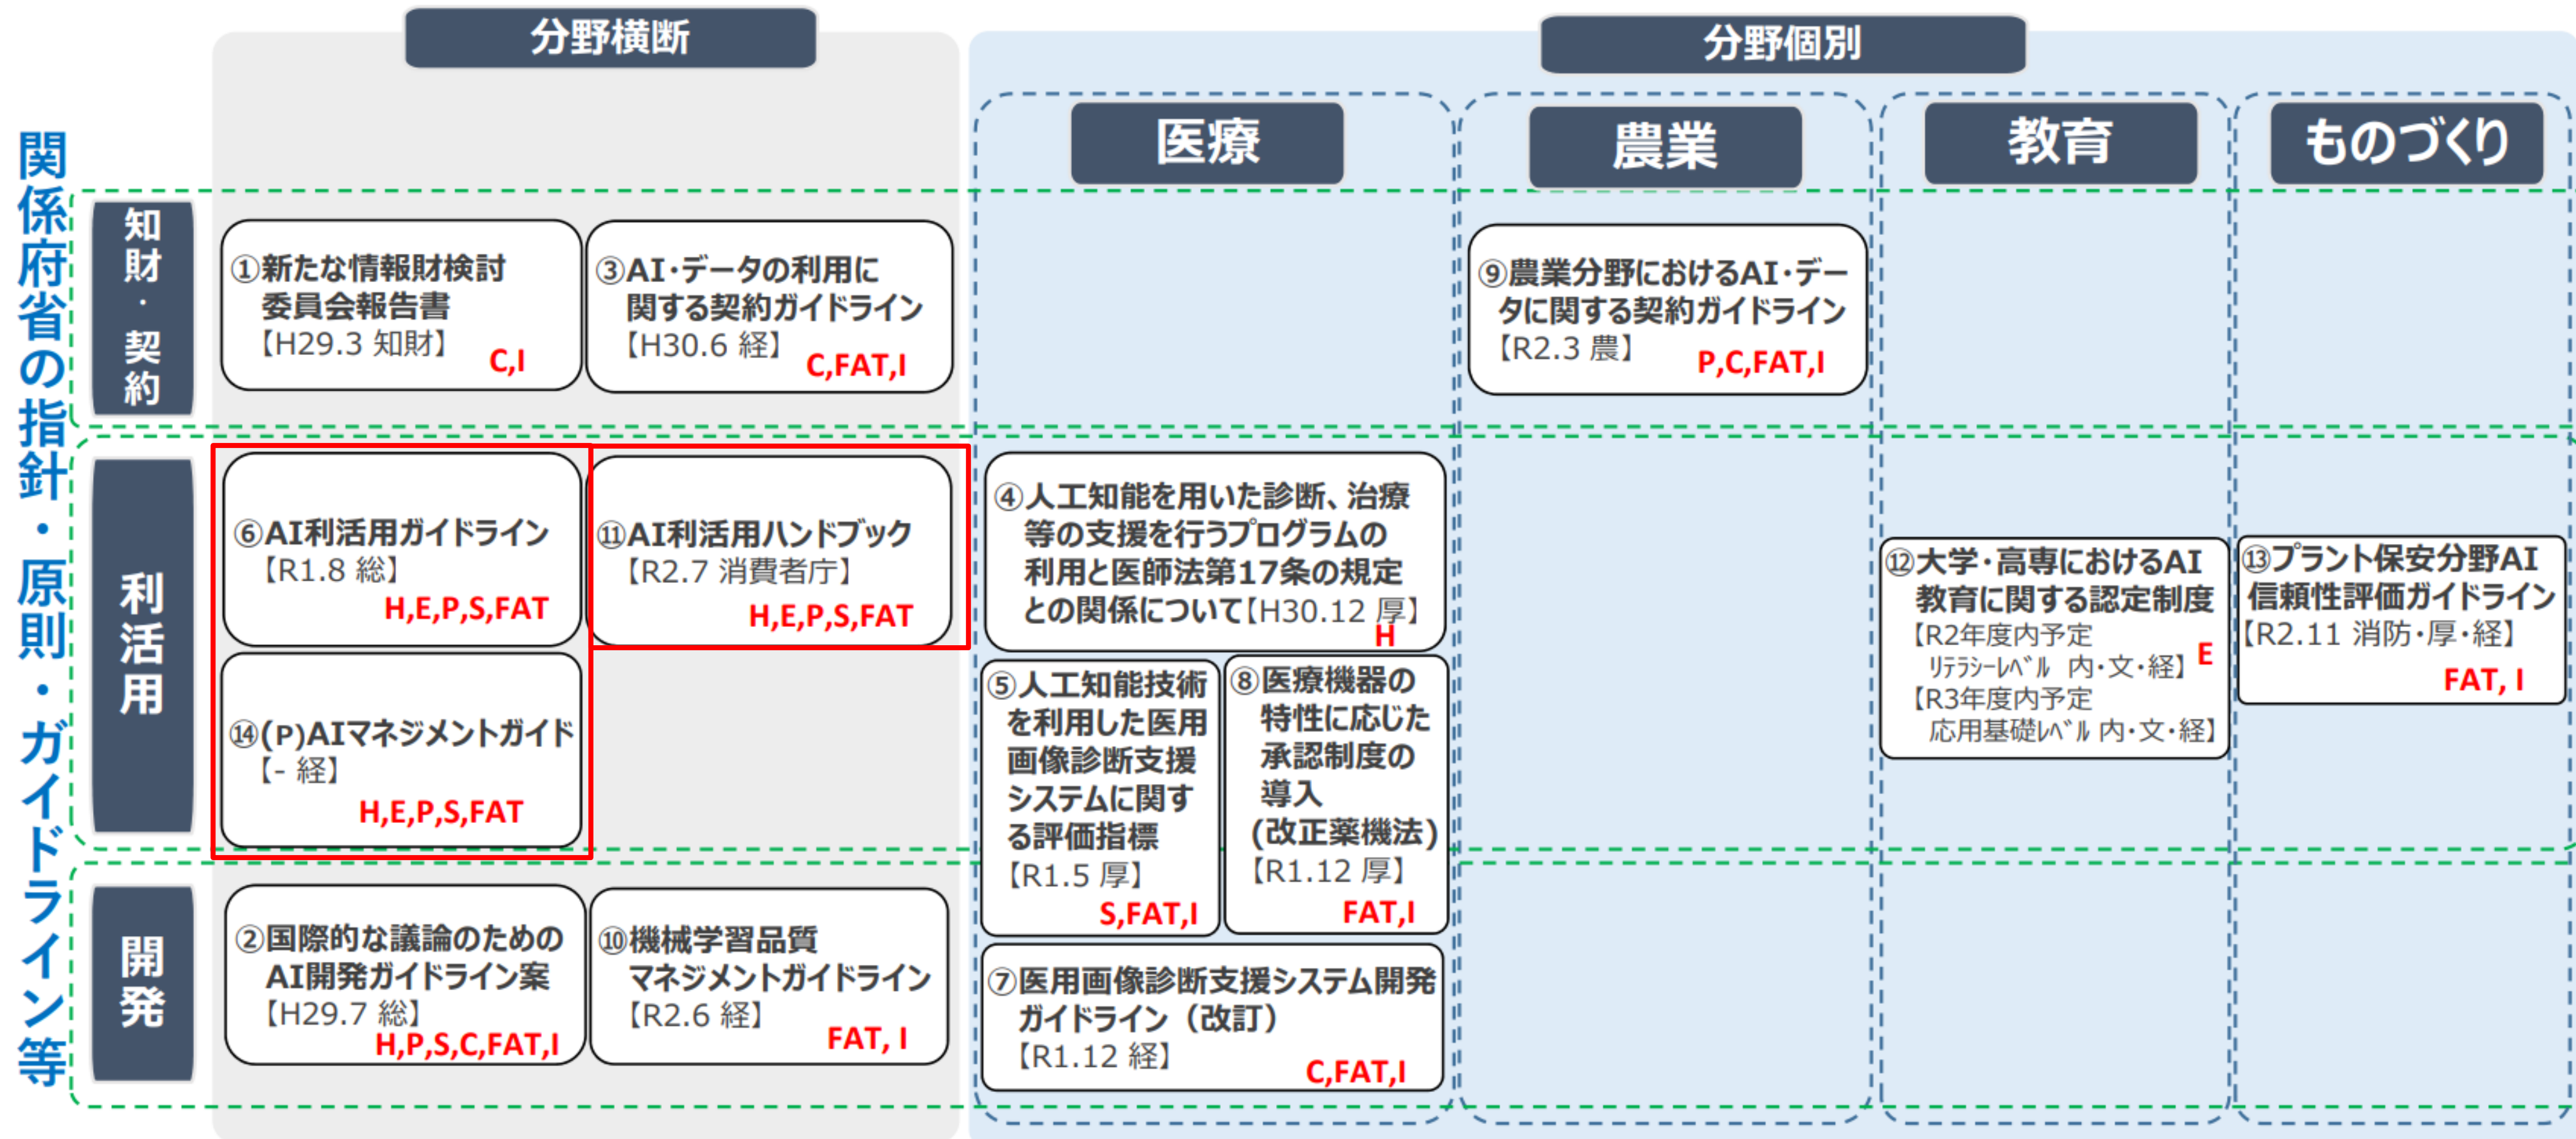 分野横断
分野個別
医療
農業
教育
ものづくり
関係府省の指針・原則・ガイドライン等
知財・契約
①新たな情報財検討
委員会報告書
【H29.3 知財】
C,I
③AI・データの利用に
関する契約ガイドライン
【H30.6 経】
C,FAT,I
⑨農業分野におけるAI・デー
タに関する契約ガイドライン
【R2.3 農】
P,C,FAT,I
利活用
⑥AI利活用ガイドライン
【R1.8 総】
H,E,P,S,FAT
⑪AI利活用ハンドブック
【R2.7 消費者庁】
H,E,P,S,FAT
⑭(P)AIマネジメントガイド
【- 経】
H,E,P,S,FAT
④人工知能を用いた診断、治療
等の支援を行うプログラムの
利用と医師法第17条の規定
との関係について【H30.12 厚】
H
⑤人工知能技術
を利用した医用
画像診断支援
システムに関す
る評価指標
【R1.5 厚】
S,FAT,I
⑧医療機器の
特性に応じた
承認制度の
導入
(改正薬機法)
【R1.12 厚】
FAT,I
⑫大学・高専におけるAI
教育に関する認定制度
【R2年度内予定
ﾘﾃﾗｼｰﾚﾍﾞﾙ 内・文・経】
E
【R3年度内予定
応用基礎ﾚﾍﾞﾙ 内・文・経】
⑬プラント保安分野AI
信頼性評価ガイドライン
【R2.11 消防・厚・経】
FAT, I
開発
②国際的な議論のための
AI開発ガイドライン案
【H29.7 総】
H,P,S,C,FAT,I
⑩機械学習品質
マネジメントガイドライン
【R2.6 経】
FAT, I
⑦医用画像診断支援システム開発
ガイドライン（改訂）
【R1.12 経】
C,FAT,I